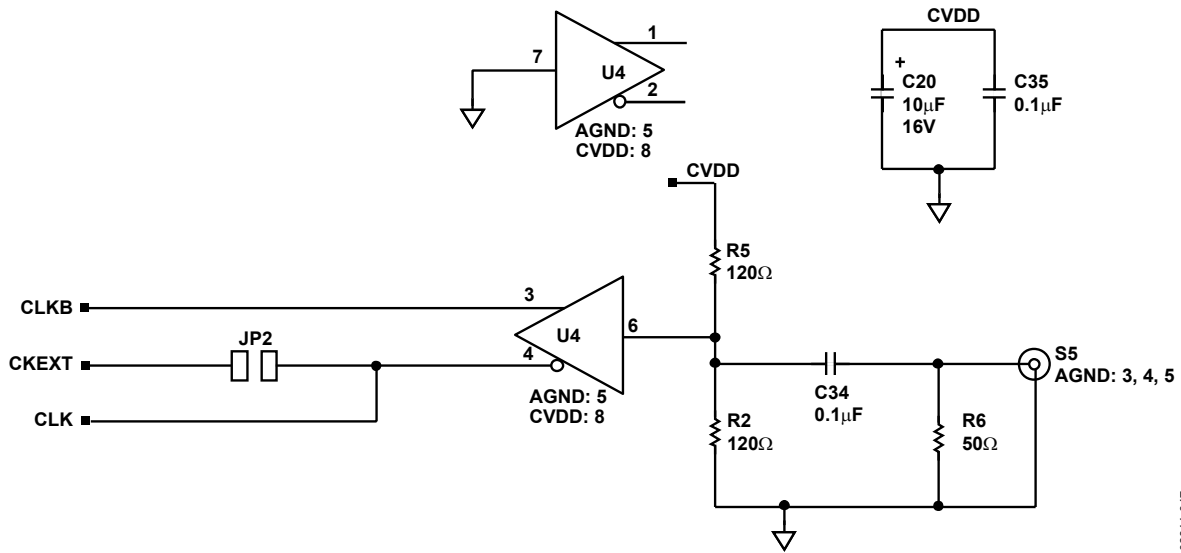 1
7
U4
2
AGND: 5
CVDD: 8
CVDD
+
C20
10µF
16V
C35
0.1µF
CVDD
R5
120Ω
CLKB
3
U4
6
JP2
CKEXT
4
AGND: 5
CVDD: 8
CLK
S5
AGND: 3, 4, 5
C34
0.1µF
R2
120Ω
R6
50Ω